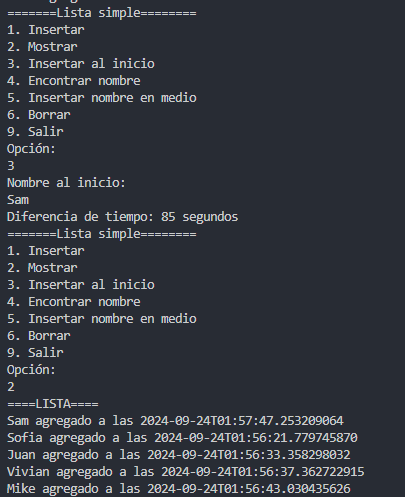 =======Lista simple========
1. Insertar
2. Mostrar
3. Insertar al inicio
4. Encontrar nombre
5. Insertar nombre en medio
6. Borrar
9. Salir
Opción:
3
Nombre al inicio:
Sam
Diferencia de tiempo: 85 segundos
=======Lista simple========
1. Insertar
2. Mostrar
3. Insertar al inicio
4. Encontrar nombre
5. Insertar nombre en medio
6. Borrar
9. Salir
Opción:
2
====LISTA====
Sam agregado a las 2024-09-24T01:57:47.253209064
Sofia agregado a las 2024-09-24T01:56:21.779745870
Juan agregado a las 2024-09-24T01:56:33.358298032
Vivian agregado a las 2024-09-24T01:56:37.362722915
Mike agregado a las 2024-09-24T01:56:43.030435626